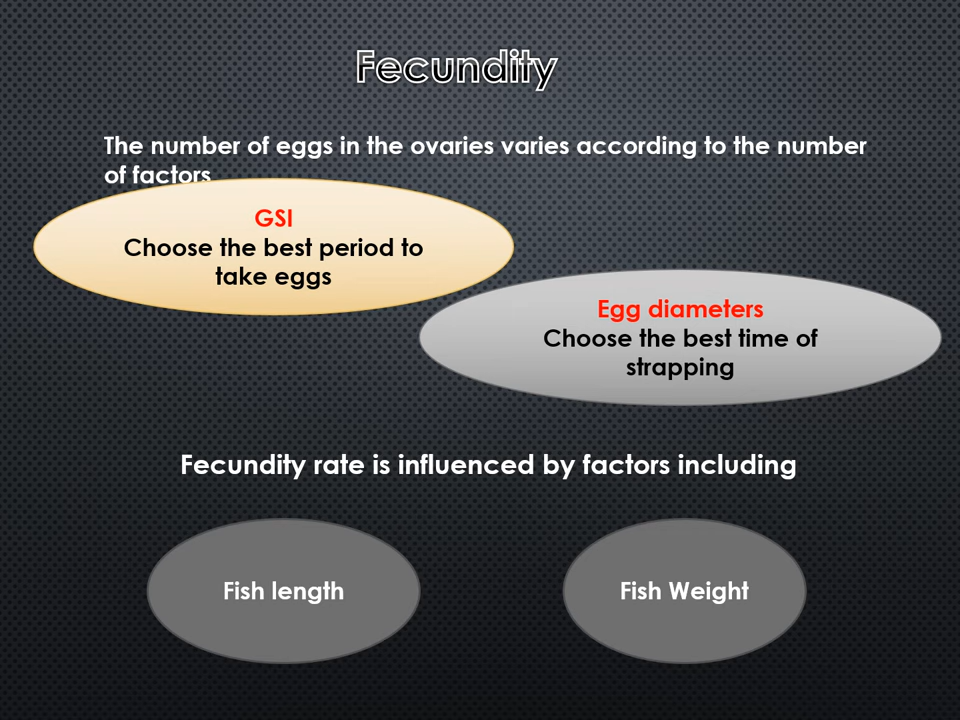 Fecundity
The number of eggs in the ovaries varies according to the number
of factors
GSI
Choose the best period to
take eggs
Egg diameters
Choose the best time of
strapping
Fecundity rate is influenced by factors including
Fish length
Fish Weight